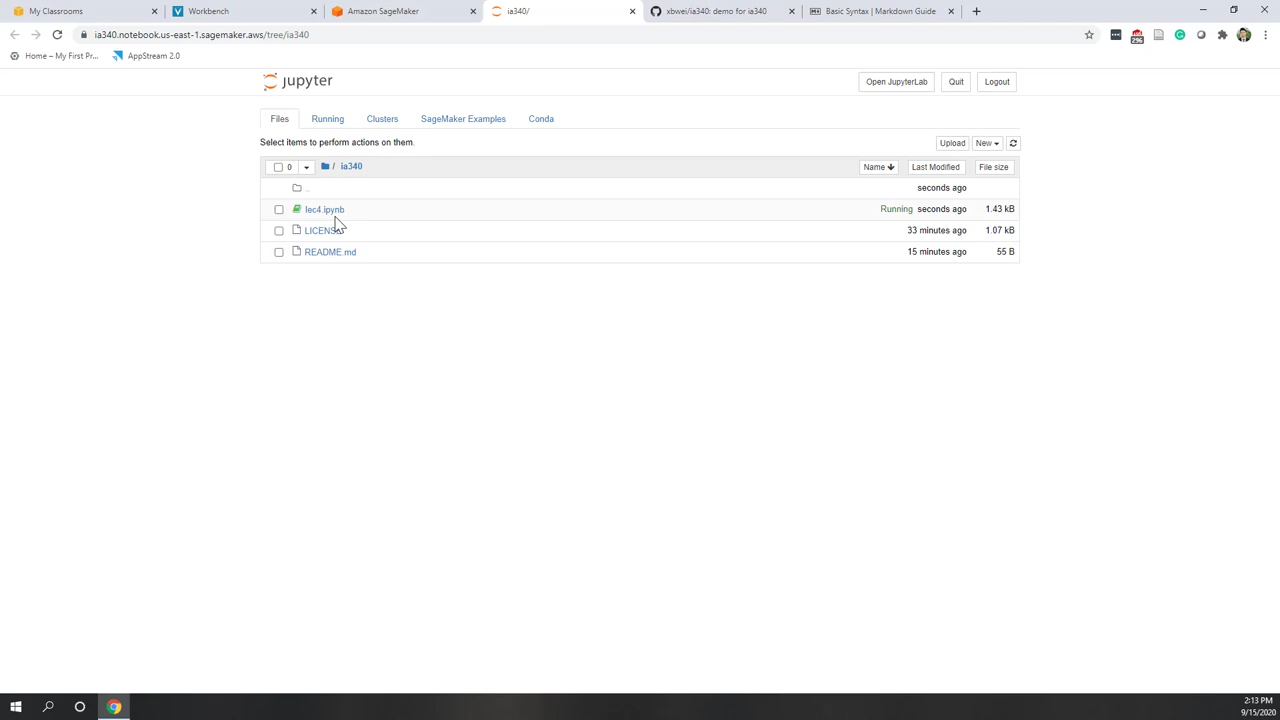 My Classrooms
Workbench
Amazon SageMaker
ia340/
xbwei/ia340: demo for ia340
Basic Syntax | Markdown Guide
ia340.notebook.us-east-1.sagemaker.aws/tree/ia340
296
Home – My First Pr...
AppStream 2.0
jupyter
Open JupyterLab
Quit
Logout
Files
Running
Clusters
SageMaker Examples
Conda
Select items to perform actions on them.
Upload
New
0
/ ia340
Name
Last Modified
File size
..
seconds ago
lec4.ipynb
Running seconds ago
1.43 kB
LICENSE
33 minutes ago
1.07 kB
README.md
15 minutes ago
55 B
2:13 PM
9/15/2020